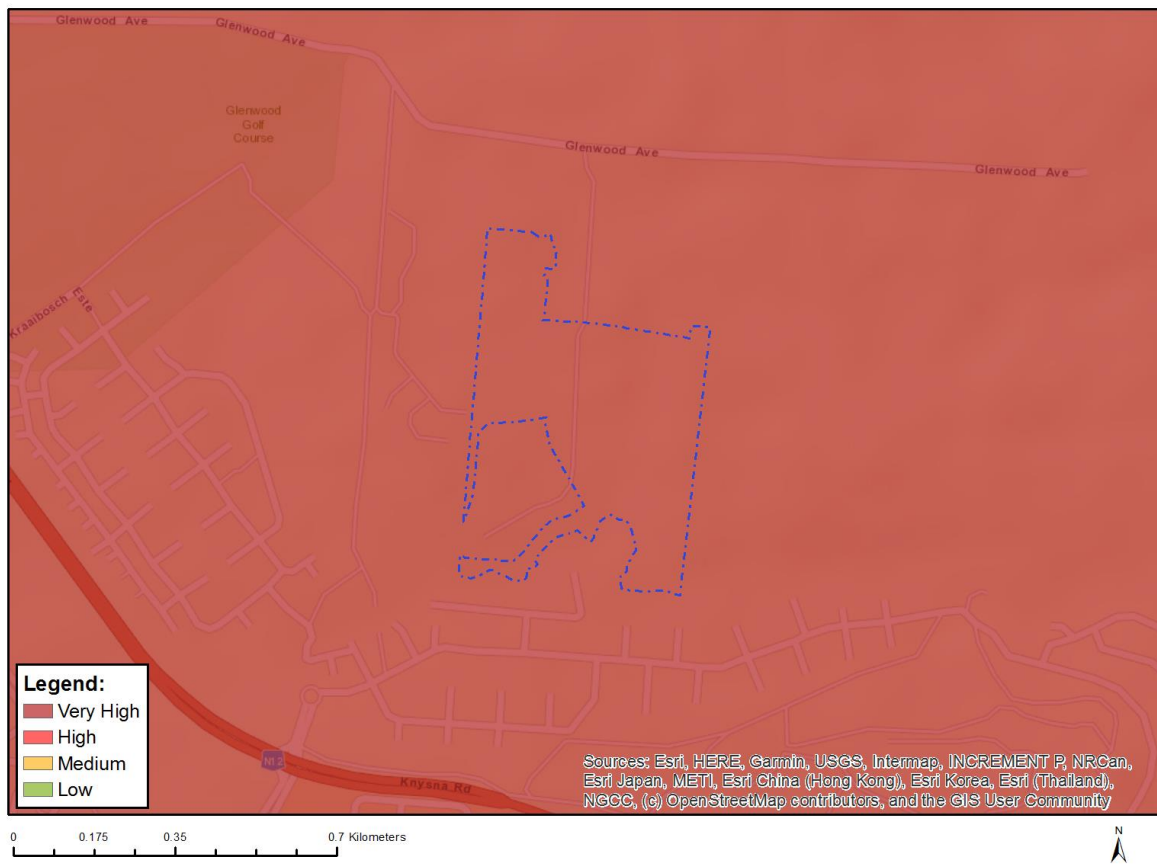 Glenwood Ave
Glenwood Ave
Glenwood
Golf
Course
Glenwood Ave
Glenwood Ave
Kraaibosch Este
Legend:
Very High
High
Medium
Low
N12
Knysna Rd
Sources: Esri, HERE, Garmin, USGS, Intermap, INCREMENT P, NRCan,
Esri Japan, METI, Esri China (Hong Kong), Esri Korea, Esri (Thailand),
NGCC, (c) OpenStreetMap contributors, and the GIS User Community
0 0.175 0.35 0.7 Kilometers
N